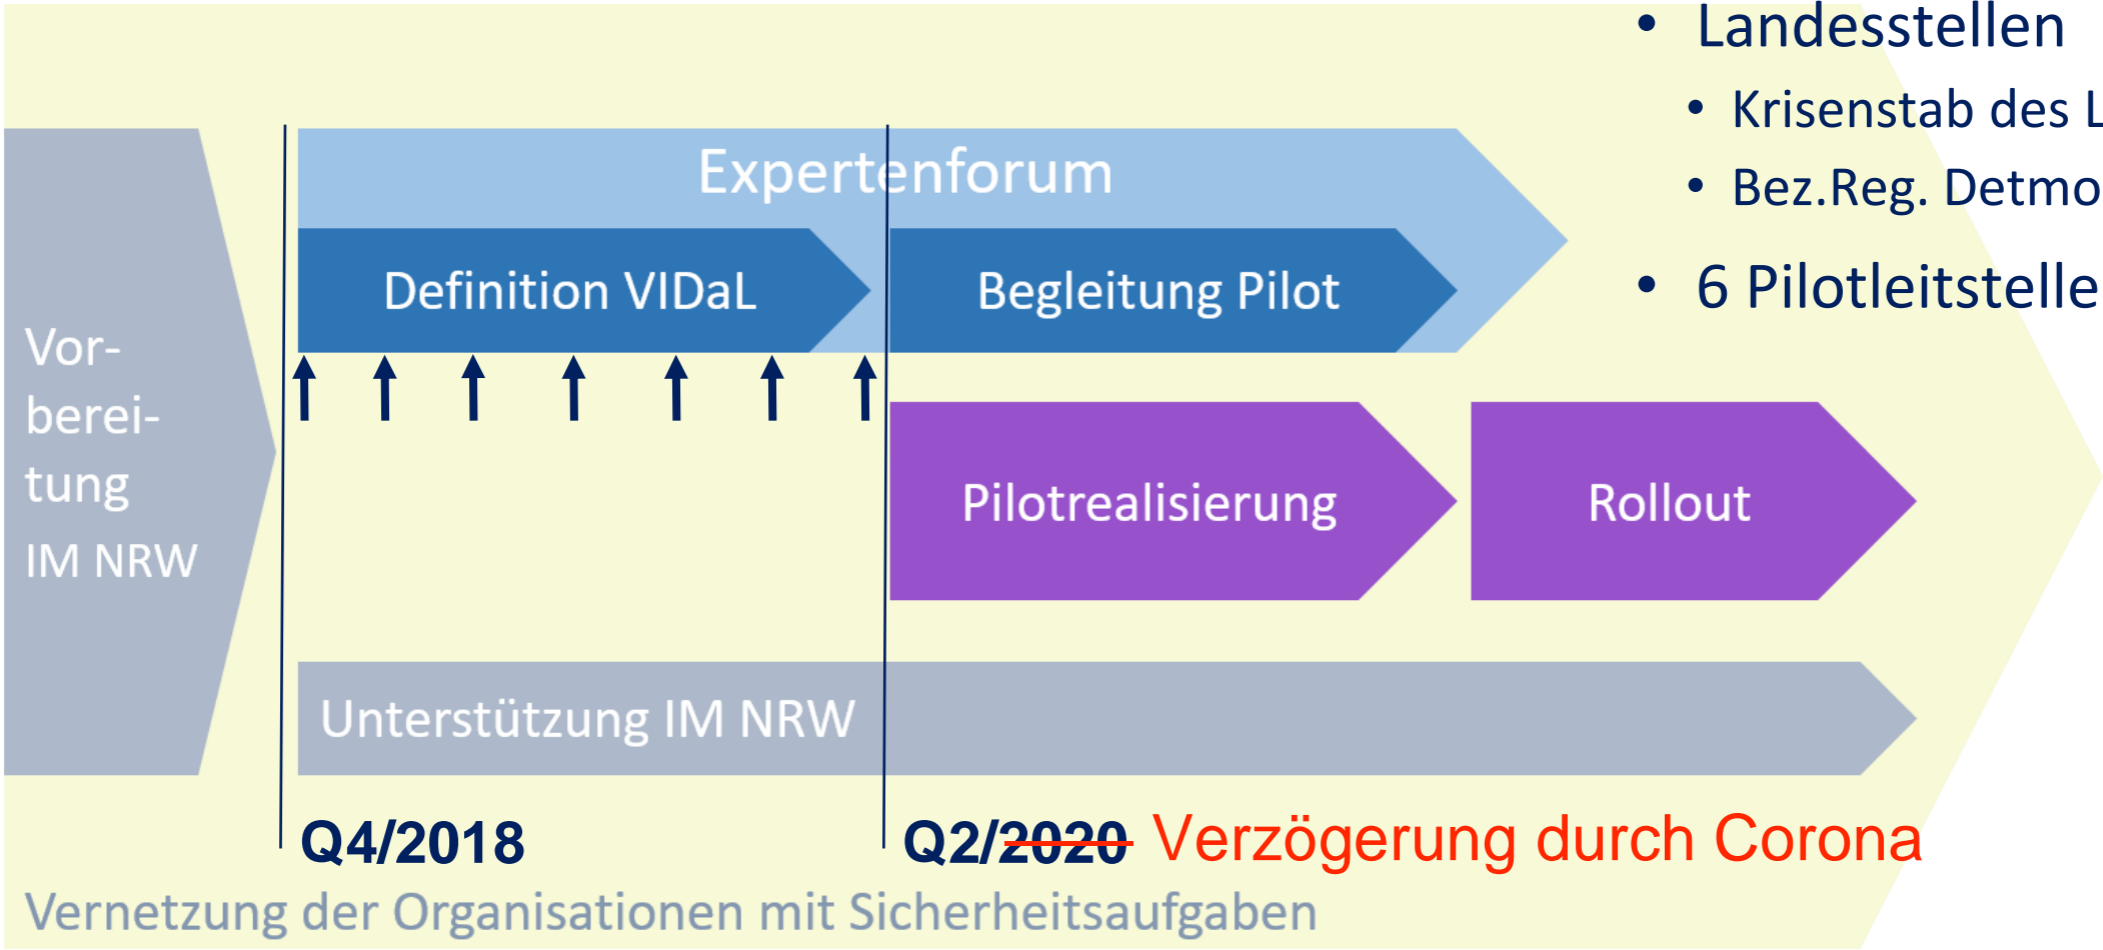 • Landesstellen
• Krisenstab des L
• Bez.Reg. Detmo
• 6 Pilotleitstelle
Expertenforum
Definition VIDaL
Begleitung Pilot
Vor-
berei-
tung
IM NRW
Pilotrealisierung
Rollout
Unterstützung IM NRW
Q4/2018
Q2/2020 Verzögerung durch Corona
Vernetzung der Organisationen mit Sicherheitsaufgaben